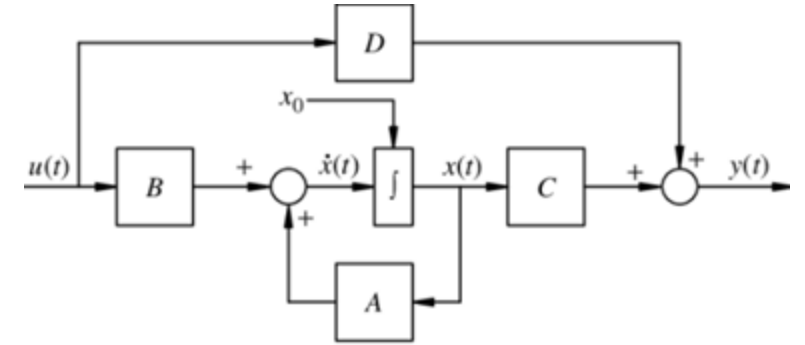 D
x₀
u(t)
B
+
ẋ(t)
∫
x(t)
C
+
+
y(t)
+
A